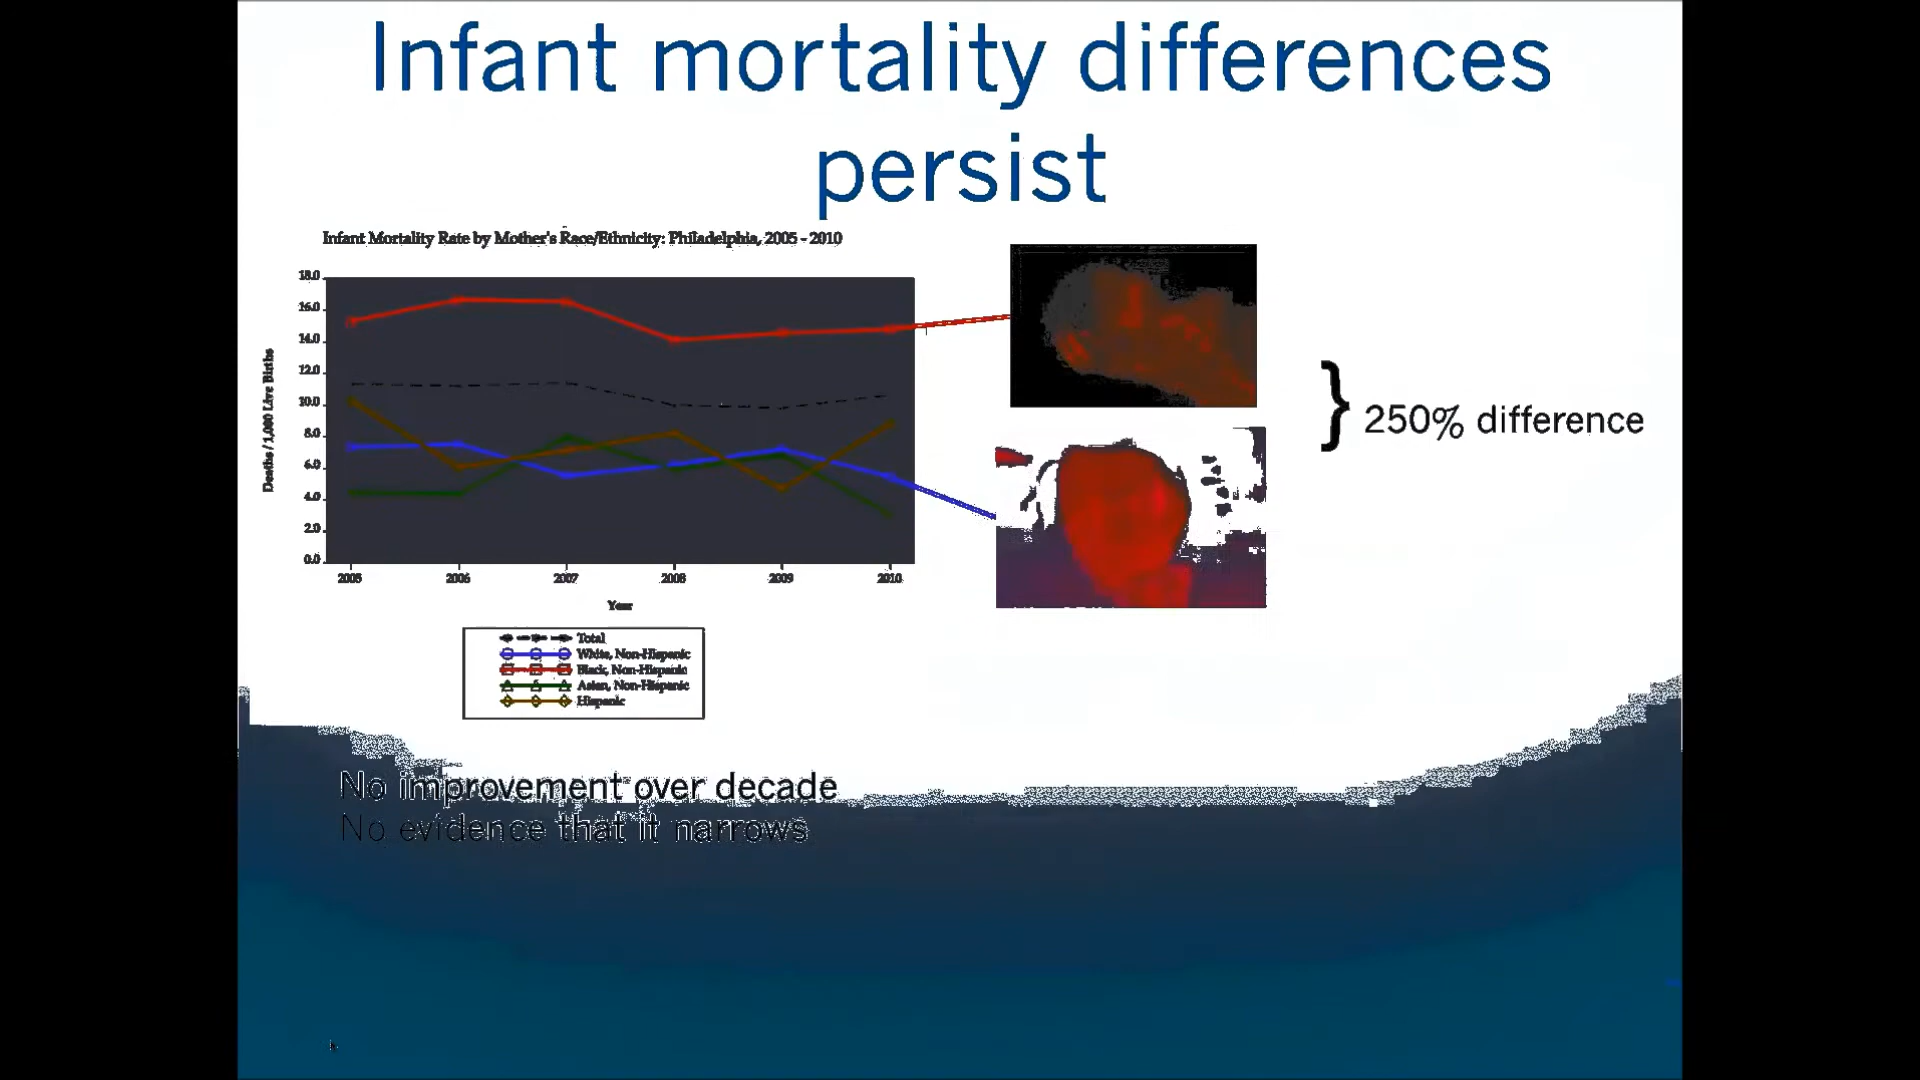 Infant mortality differences
persist
Infant Mortality Rate by Mother's Race/Ethnicity: Philadelphia, 2005 - 2010
18.0
16.0
14.0
12.0
10.0
8.0
6.0
4.0
2.0
0.0
Deaths / 1,000 Live Births
2005 2006 2007 2008 2009 2010
Year
Total
White, Non-Hispanic
Black, Non-Hispanic
Asian, Non-Hispanic
Hispanic
} 250% difference
No improvement over decade
No evidence that it narrows